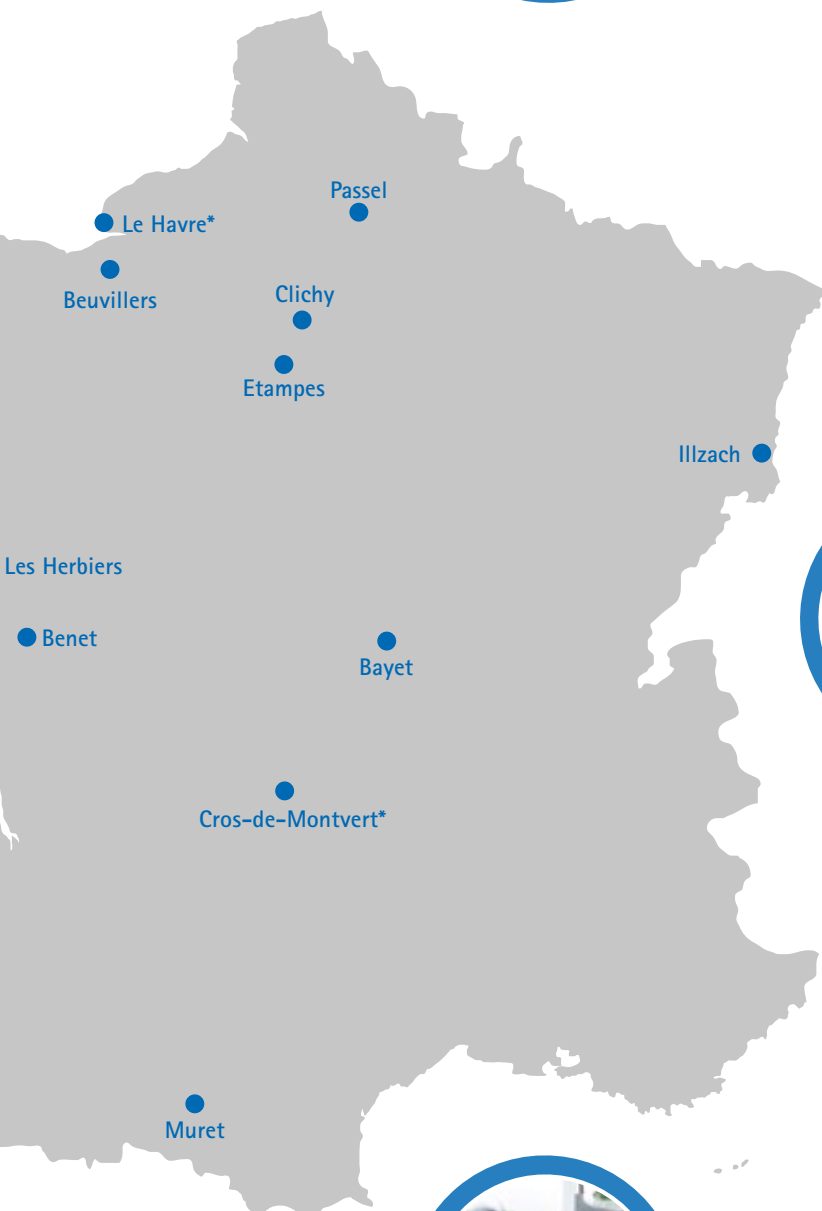 Passel
Le Havre*
Beuvillers
Clichy
Etampes
Illzach
Les Herbiers
Benet
Bayet
Cros-de-Montvert*
Muret